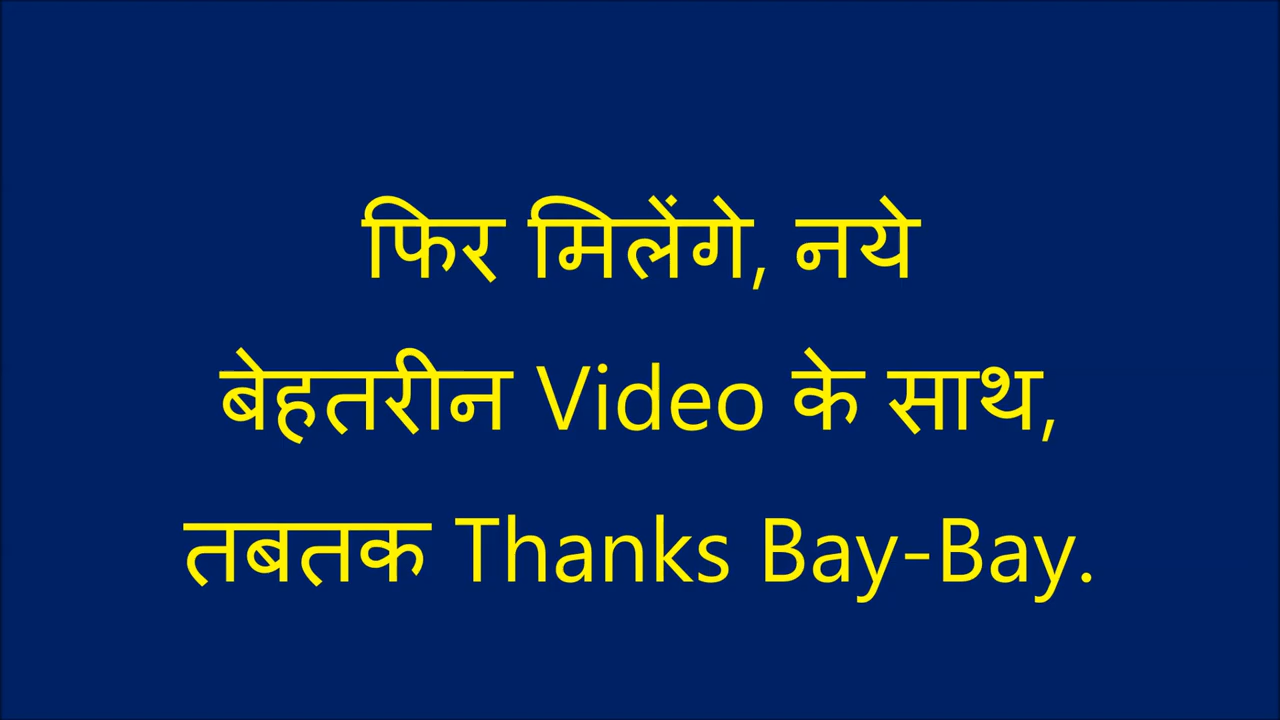 फिर मिलेंगे, नये
बेहतरीन Video के साथ,
तबतक Thanks Bay-Bay.